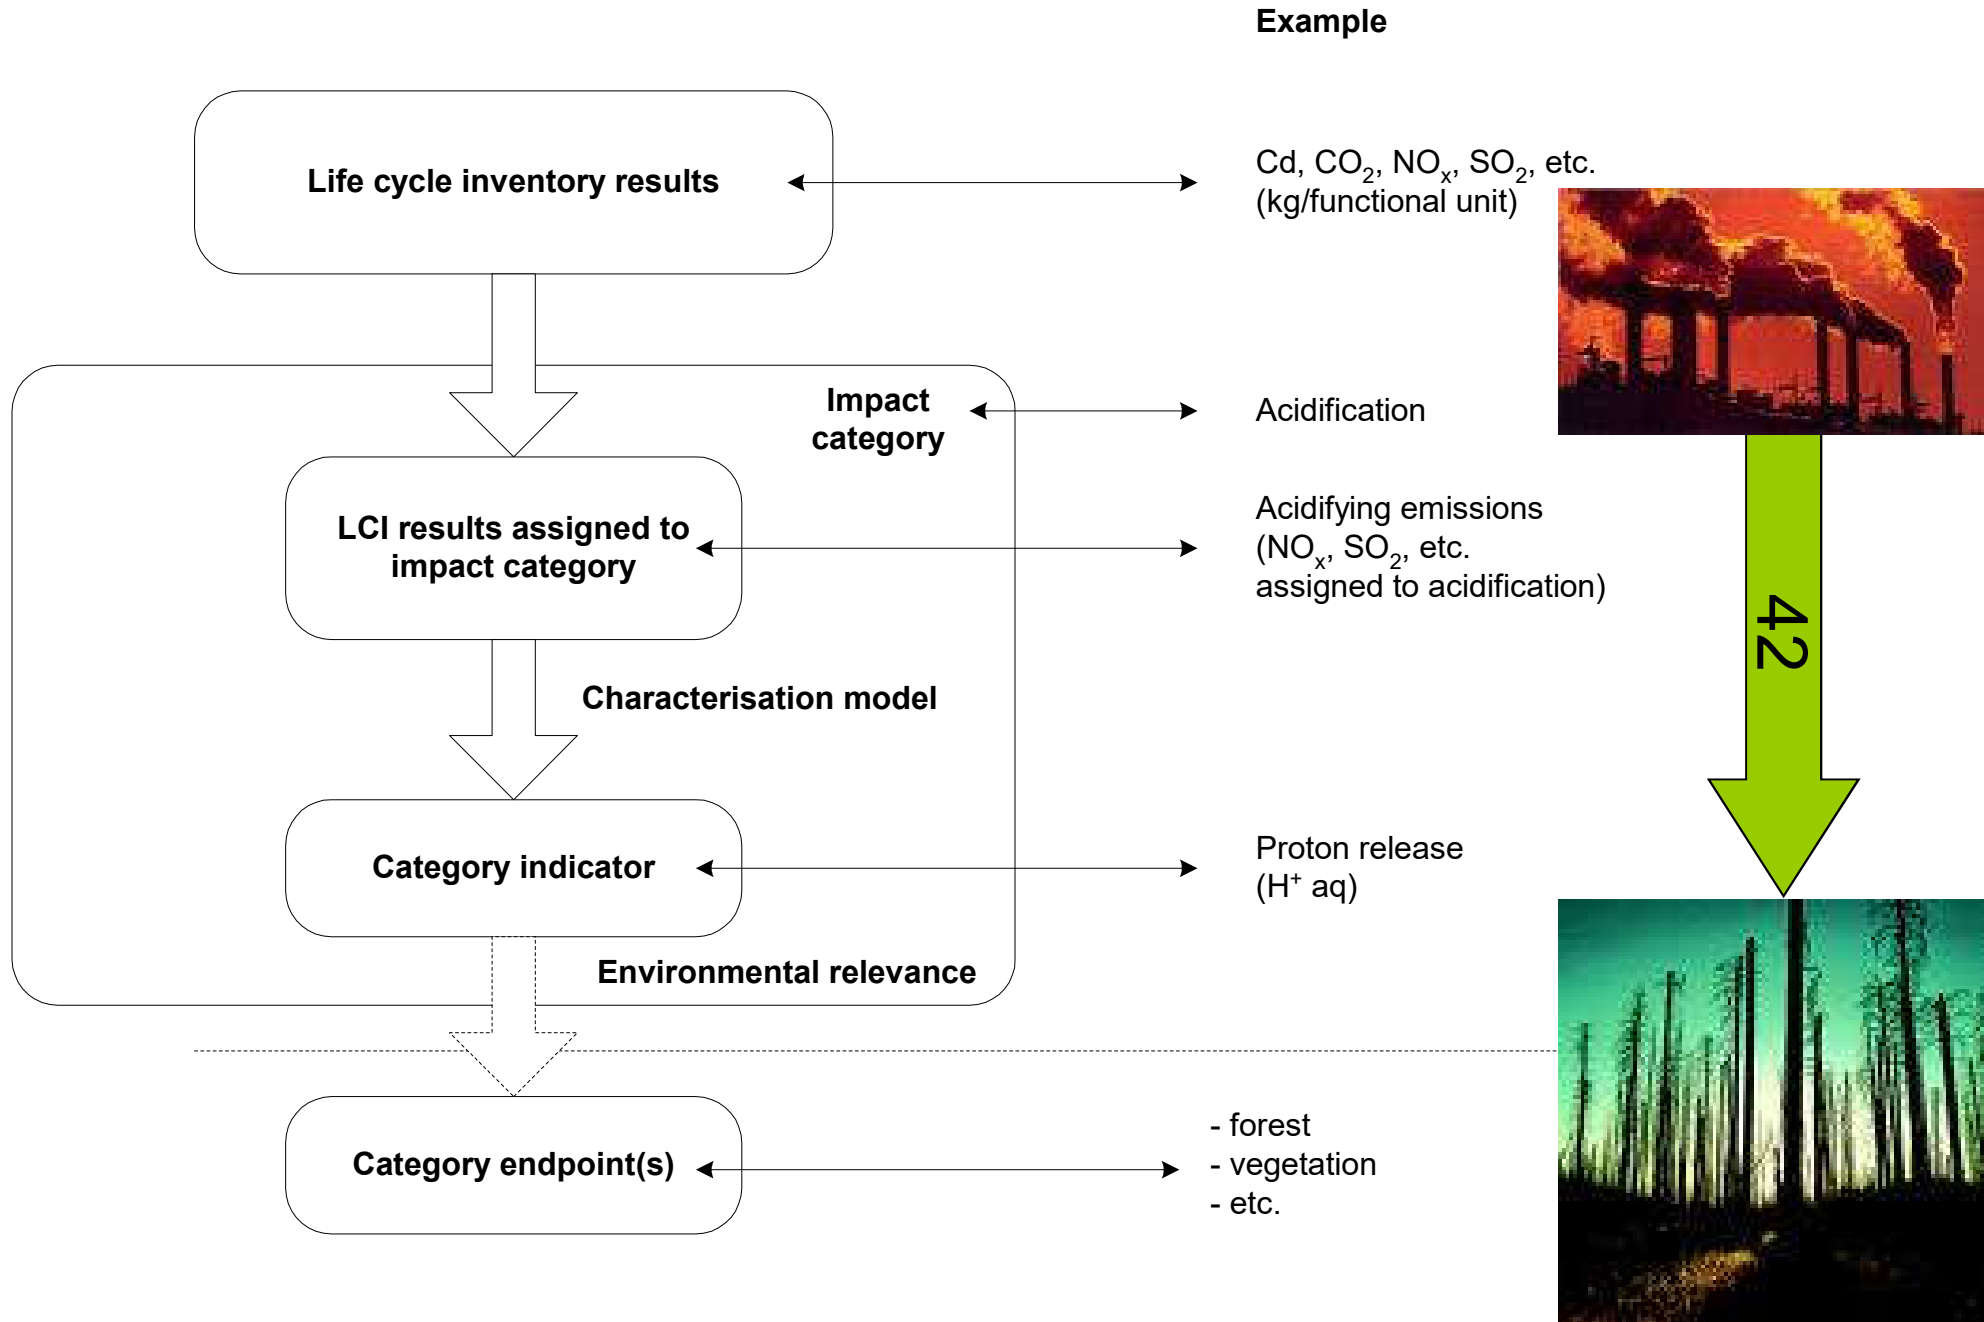 Example
Life cycle inventory results
Cd, CO₂, NOₓ, SO₂, etc.
(kg/functional unit)
Impact
category
Acidification
LCI results assigned to
impact category
Acidifying emissions
(NOₓ, SO₂, etc.
assigned to acidification)
42
Characterisation model
Category indicator
Proton release
(H⁺ aq)
Environmental relevance
Category endpoint(s)
- forest
- vegetation
- etc.